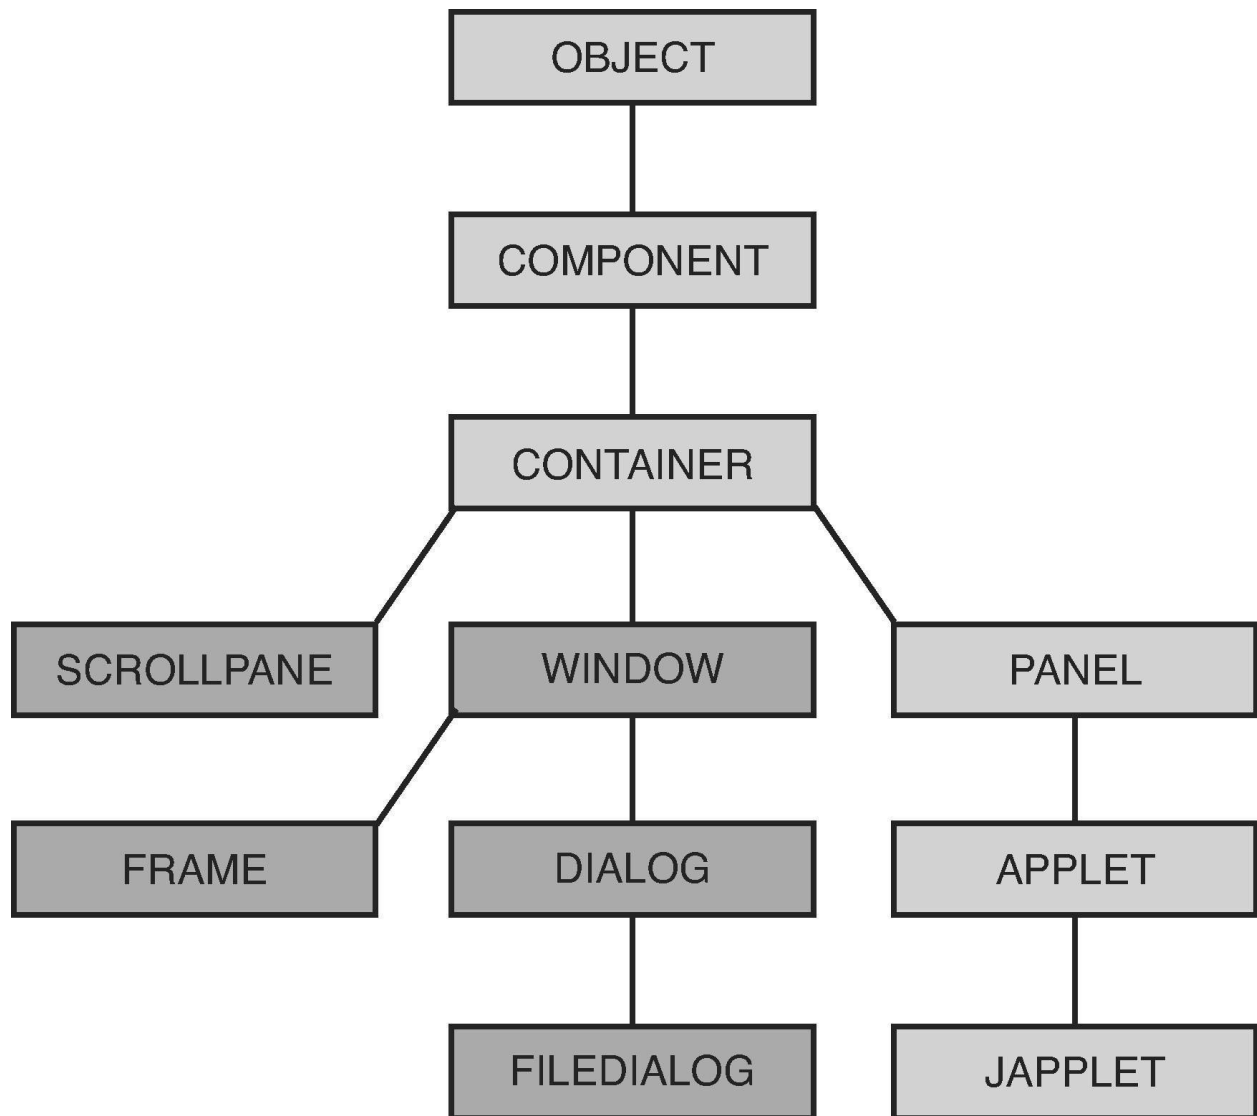 OBJECT
COMPONENT
CONTAINER
SCROLLPANE
WINDOW
PANEL
FRAME
DIALOG
APPLET
FILEDIALOG
JAPPLET